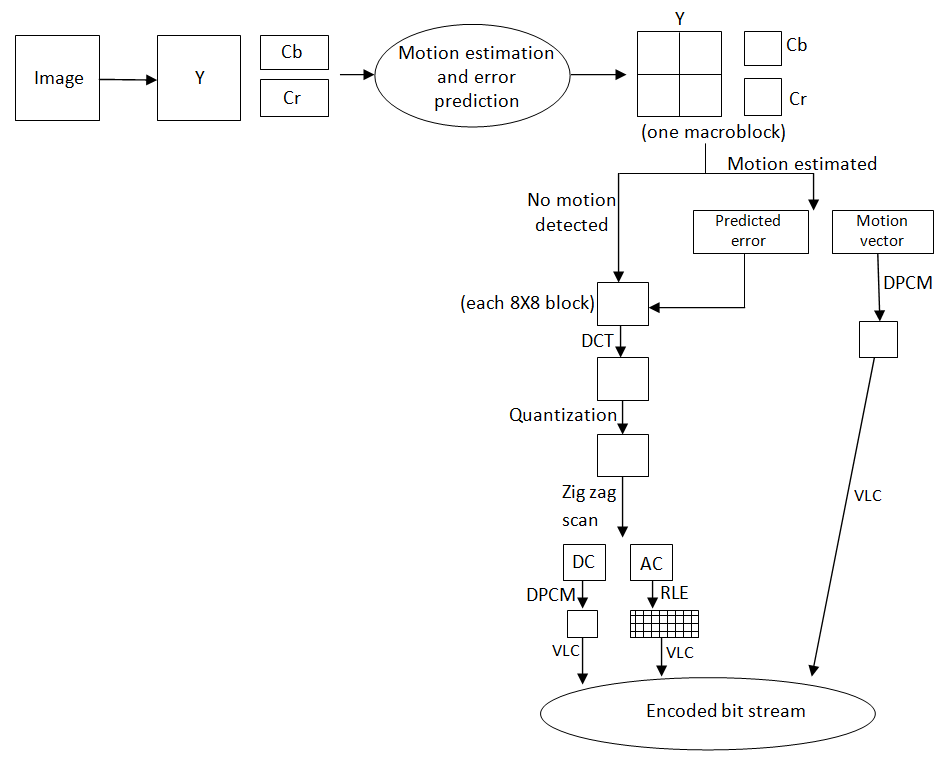 Y
Image
Y
Cb
Cr
Motion estimation
and error
prediction
Cb
Cr
(one macroblock)
Motion estimated
No motion
detected
Predicted
error
Motion
vector
DPCM
(each 8X8 block)
DCT
Quantization
Zig zag
scan
VLC
DC
AC
DPCM
RLE
VLC
VLC
Encoded bit stream